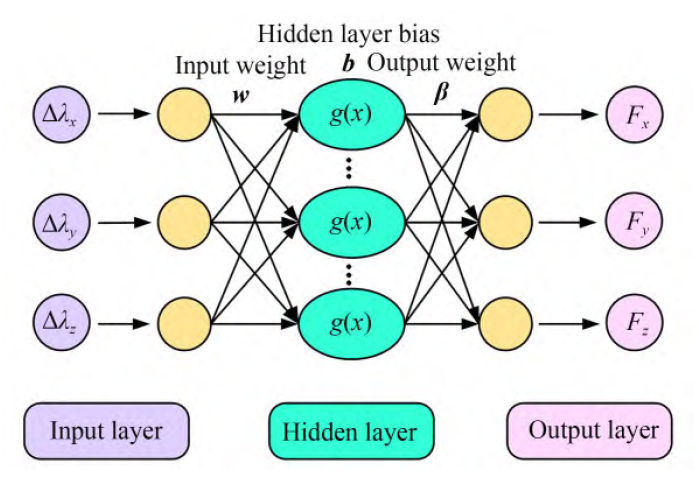 Hidden layer bias
Input weight b Output weight
w β
Δλx g(x) Fx
Δλy g(x) Fy
Δλz g(x) Fz
Input layer Hidden layer Output layer